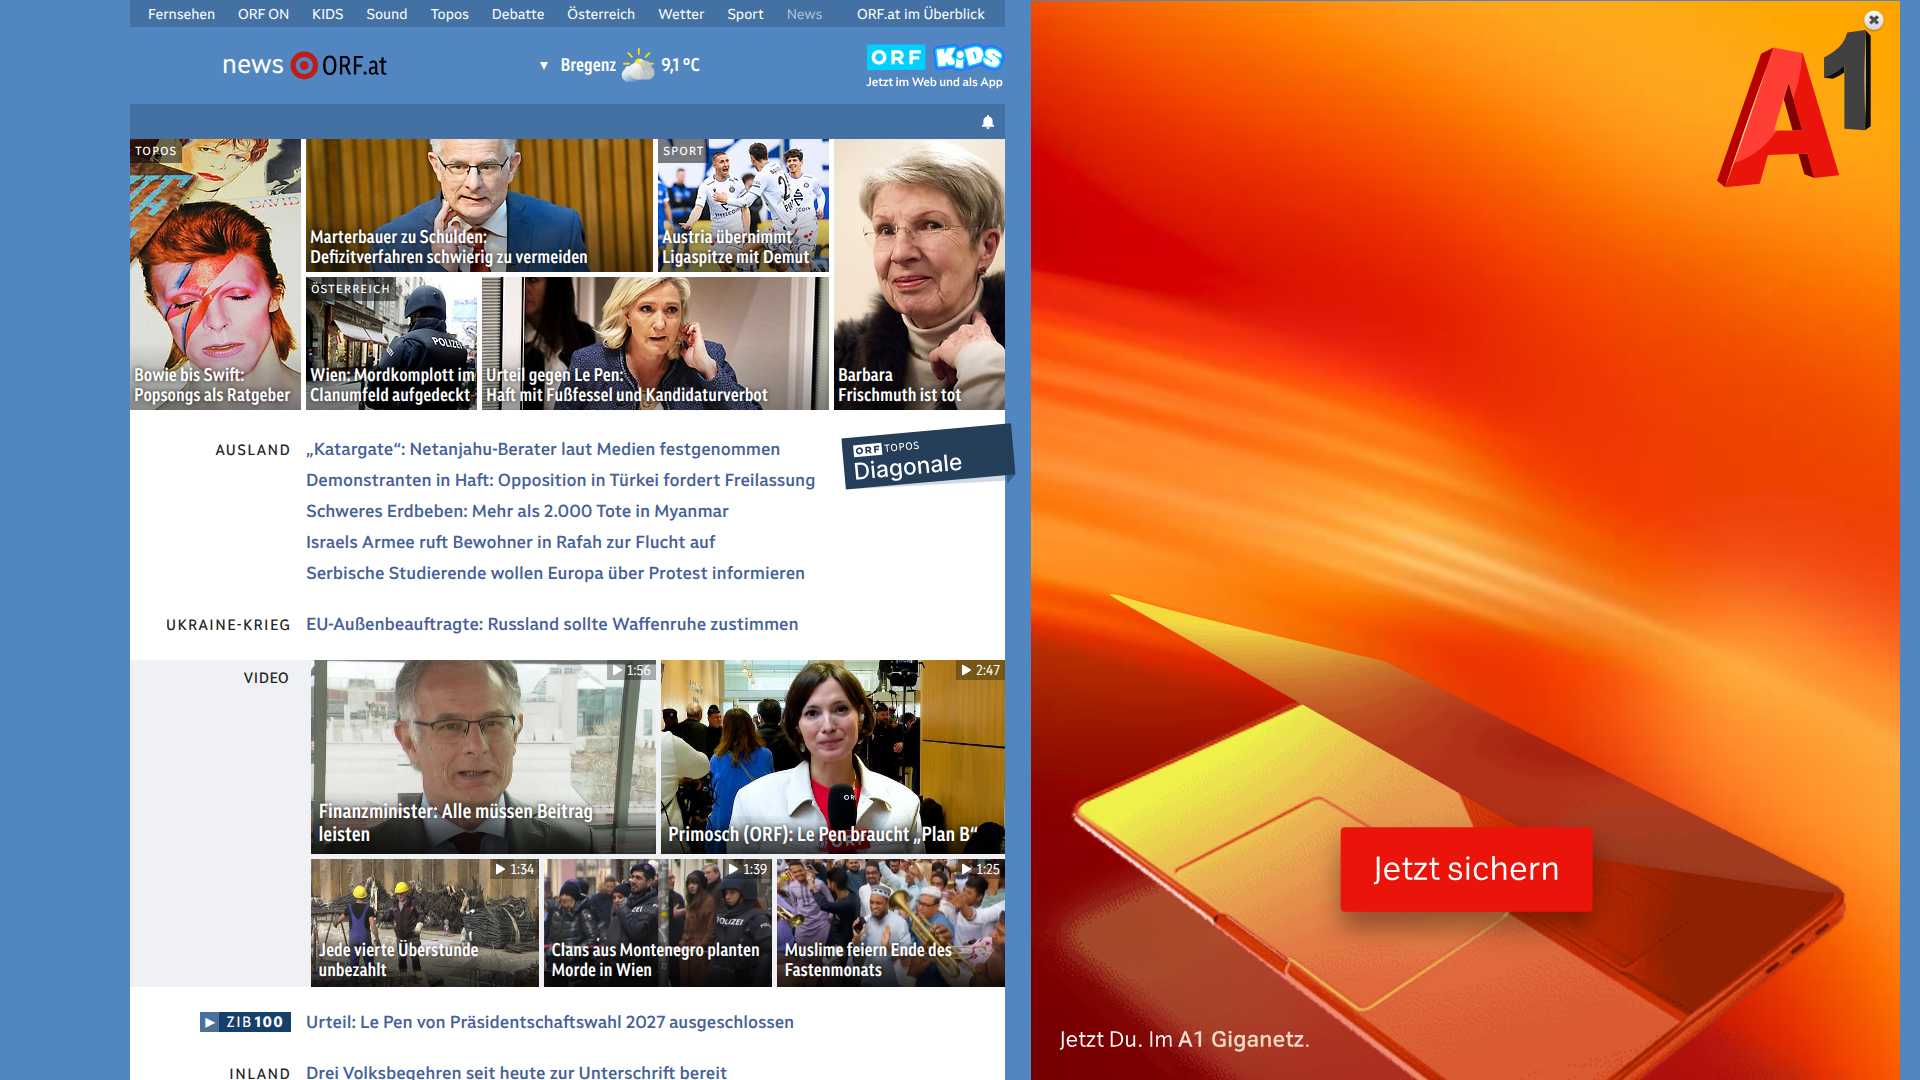 Fernsehen ORF ON KIDS Sound Topos Debatte Österreich Wetter Sport News ORF.at im Überblick
news ORF.at
▼ Bregenz 9,1 °C
ORF KiDS
Jetzt im Web und als App
TOPOS
DAVID
Bowie bis Swift:
Popsongs als Ratgeber
Marterbauer zu Schulden:
Defizitverfahren schwierig zu vermeiden
SPORT
Austria übernimmt
Ligaspitze mit Demut
ÖSTERREICH
POLIZEI
Wien: Mordkomplott im
Clanumfeld aufgedeckt
Urteil gegen Le Pen:
Haft mit Fußfessel und Kandidaturverbot
Barbara
Frischmuth ist tot
AUSLAND
„Katargate“: Netanjahu-Berater laut Medien festgenommen
Demonstranten in Haft: Opposition in Türkei fordert Freilassung
Schweres Erdbeben: Mehr als 2.000 Tote in Myanmar
Israels Armee ruft Bewohner in Rafah zur Flucht auf
Serbische Studierende wollen Europa über Protest informieren
ORF TOPOS
Diagonale
UKRAINE-KRIEG
EU-Außenbeauftragte: Russland sollte Waffenruhe zustimmen
VIDEO
1:56
Finanzminister: Alle müssen Beitrag
leisten
2:47
Primosch (ORF): Le Pen braucht „Plan B“
1:34
Jede vierte Überstunde
unbezahlt
1:39
POLIZEI
Clans aus Montenegro planten
Morde in Wien
1:25
Muslime feiern Ende des
Fastenmonats
ZIB100
Urteil: Le Pen von Präsidentschaftswahl 2027 ausgeschlossen
INLAND
Drei Volksbegehren seit heute zur Unterschrift bereit
A1
Jetzt sichern
Jetzt Du. Im A1 Giganetz.